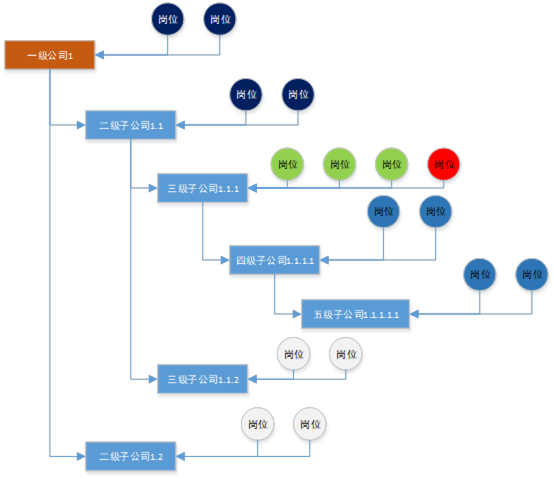 岗位 岗位
一级公司1
岗位 岗位
二级子公司1.1
岗位 岗位 岗位 岗位
三级子公司1.1.1
岗位 岗位
四级子公司1.1.1.1
岗位 岗位
五级子公司1.1.1.1.1
岗位 岗位
三级子公司1.1.2
岗位 岗位
二级子公司1.2